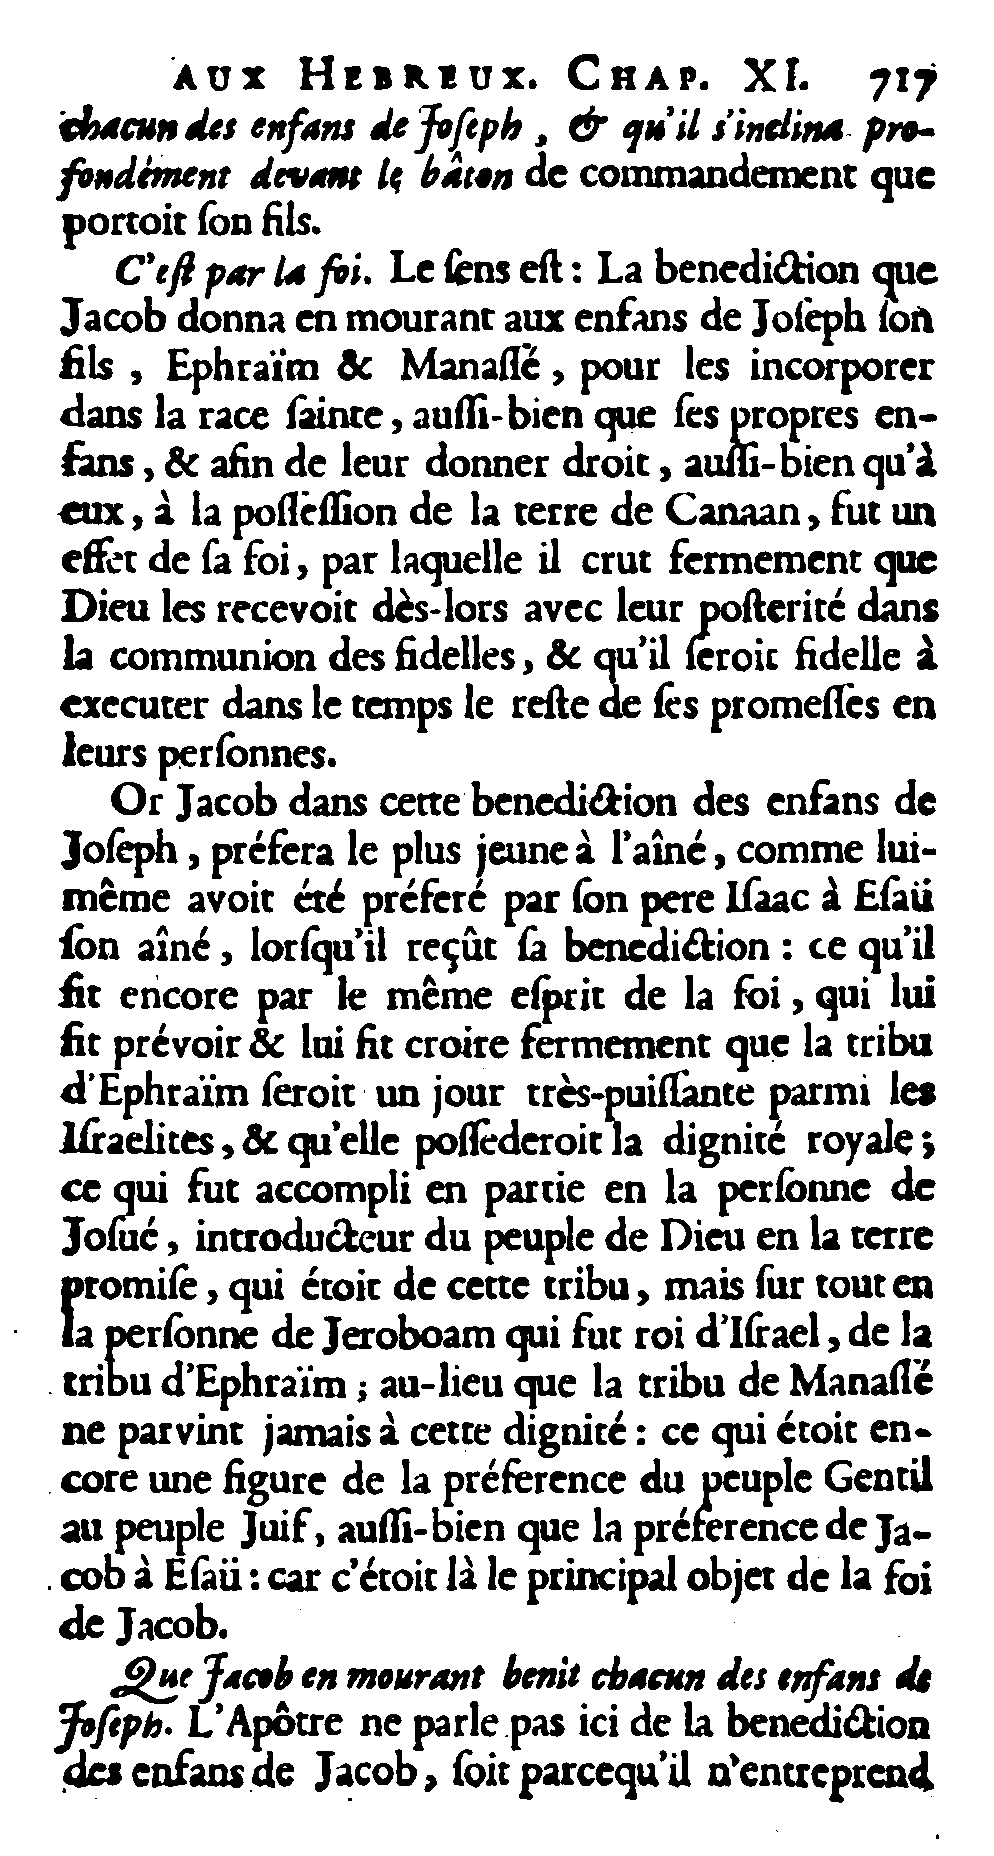 AUX HEBREUX. CHAP. XI. 717
chacun des enfans de Joſeph, & qu'il s'inclina pro-
fondément devant le bâton de commandement que
portoit ſon fils.
C'eſt par la foi. Le ſens eſt : La benediction que
Jacob donna en mourant aux enfans de Joſeph ſon
fils, Ephraïm & Manaſſé, pour les incorporer
dans la race ſainte, auſſi-bien que ſes propres en-
fans, & afin de leur donner droit, auſſi-bien qu'à
eux, à la poſſeſſion de la terre de Canaan, fut un
effet de ſa foi, par laquelle il crut fermement que
Dieu les recevoit dès-lors avec leur poſterité dans
la communion des fidelles, & qu'il ſeroit fidelle à
executer dans le temps le reſte de ſes promeſſes en
leurs perſonnes.
Or Jacob dans cette benediction des enfans de
Joſeph, préfera le plus jeune à l'aîné, comme lui-
même avoit été préferé par ſon pere Iſaac à Eſaü
ſon aîné, lorſqu'il reçût ſa benediction : ce qu'il
fit encore par le même eſprit de la foi, qui lui
fit prévoir & lui fit croire fermement que la tribu
d'Ephraïm ſeroit un jour très-puiſſante parmi les
Iſraelites, & qu'elle poſſederoit la dignité royale ;
ce qui fut accompli en partie en la perſonne de
Joſué, introducteur du peuple de Dieu en la terre
promiſe, qui étoit de cette tribu, mais ſur tout en
la perſonne de Jeroboam qui fut roi d'Iſrael, de la
tribu d'Ephraïm ; au-lieu que la tribu de Manaſſé
ne parvint jamais à cette dignité : ce qui étoit en-
core une figure de la préference du peuple Gentil
au peuple Juif, auſſi-bien que la préference de Ja-
cob à Eſaü : car c'étoit là le principal objet de la foi
de Jacob.
Que Jacob en mourant benit chacun des enfans de
Joſeph. L'Apôtre ne parle pas ici de la benediction
des enfans de Jacob, ſoit parcequ'il n'entreprend